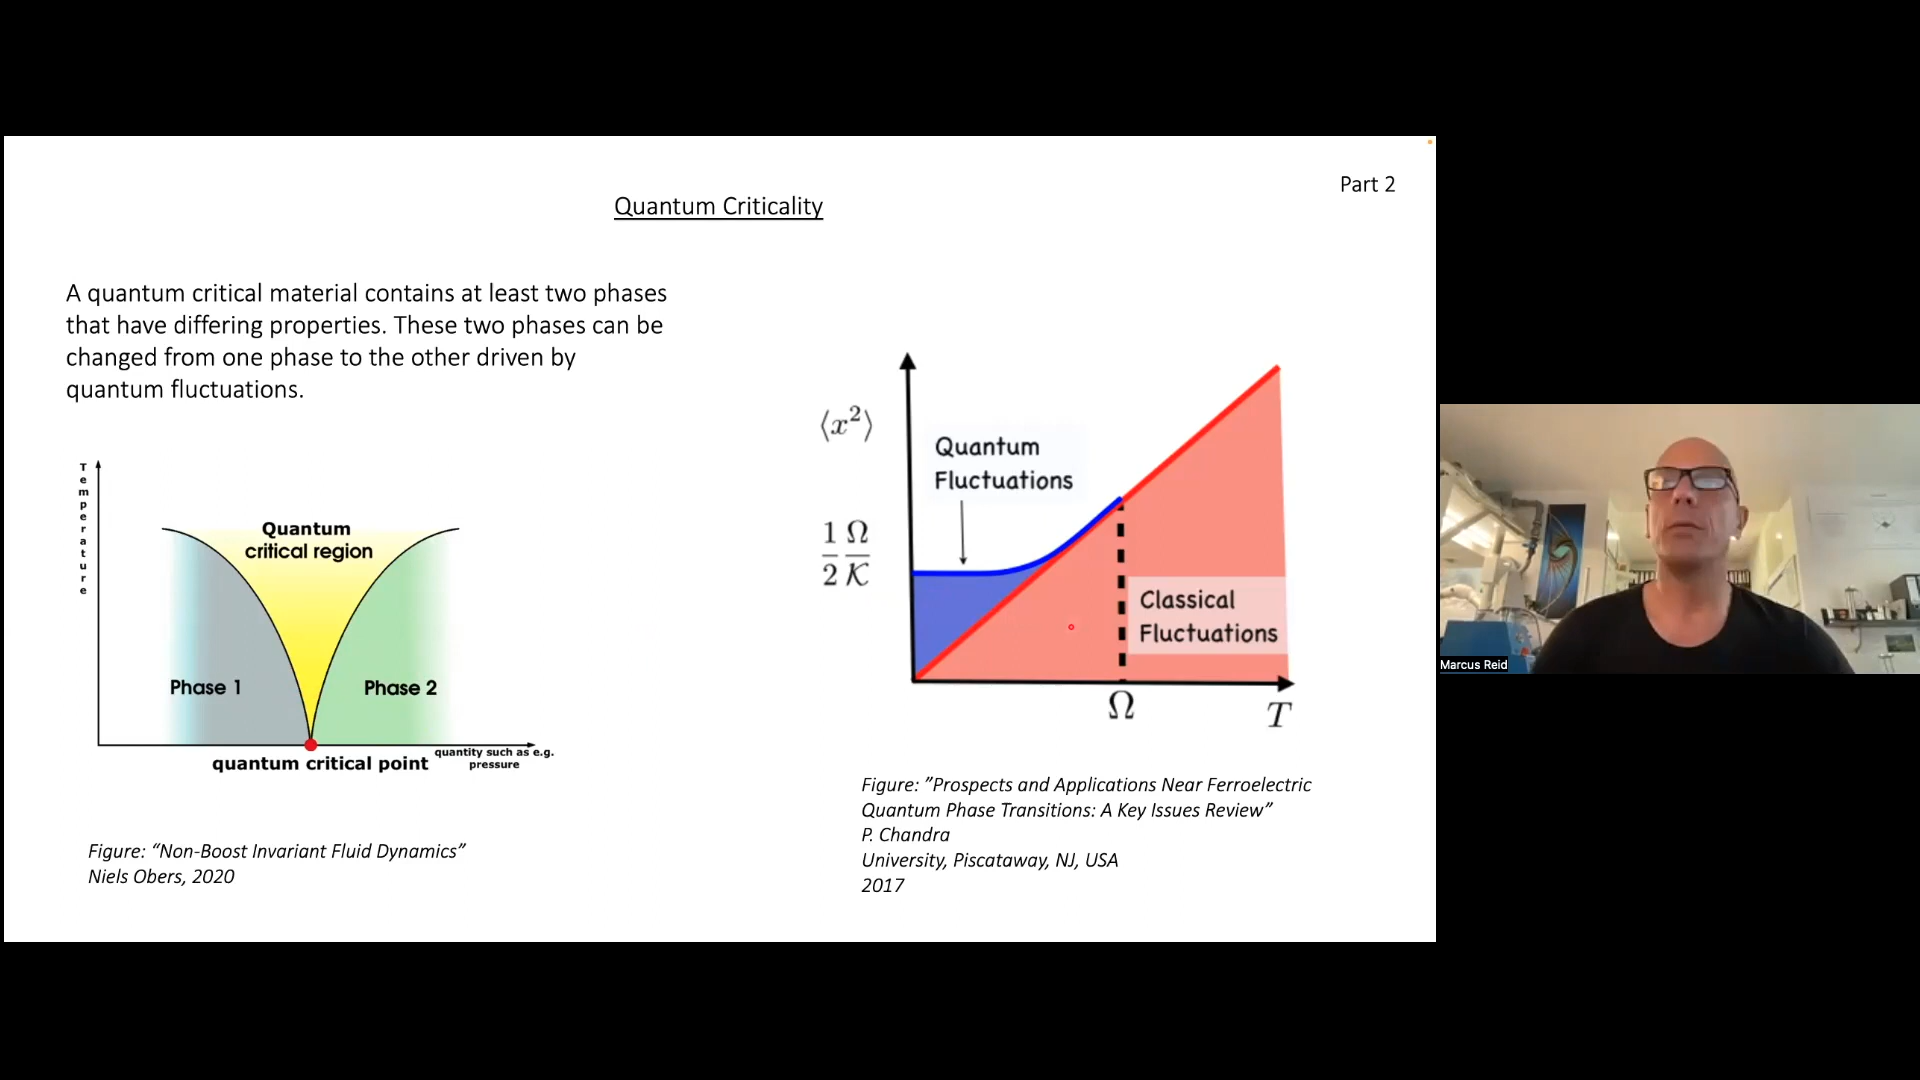 Part 2
Quantum Criticality
A quantum critical material contains at least two phases
that have differing properties. These two phases can be
changed from one phase to the other driven by
quantum fluctuations.
Temperature
Quantum
critical region
Phase 1
Phase 2
quantum critical point
quantity such as e.g.
pressure
Figure: “Non-Boost Invariant Fluid Dynamics”
Niels Obers, 2020
⟨x²⟩
Quantum
Fluctuations
1 Ω
2 K
Classical
Fluctuations
Ω
T
Figure: ”Prospects and Applications Near Ferroelectric
Quantum Phase Transitions: A Key Issues Review”
P. Chandra
University, Piscataway, NJ, USA
2017
Marcus Reid